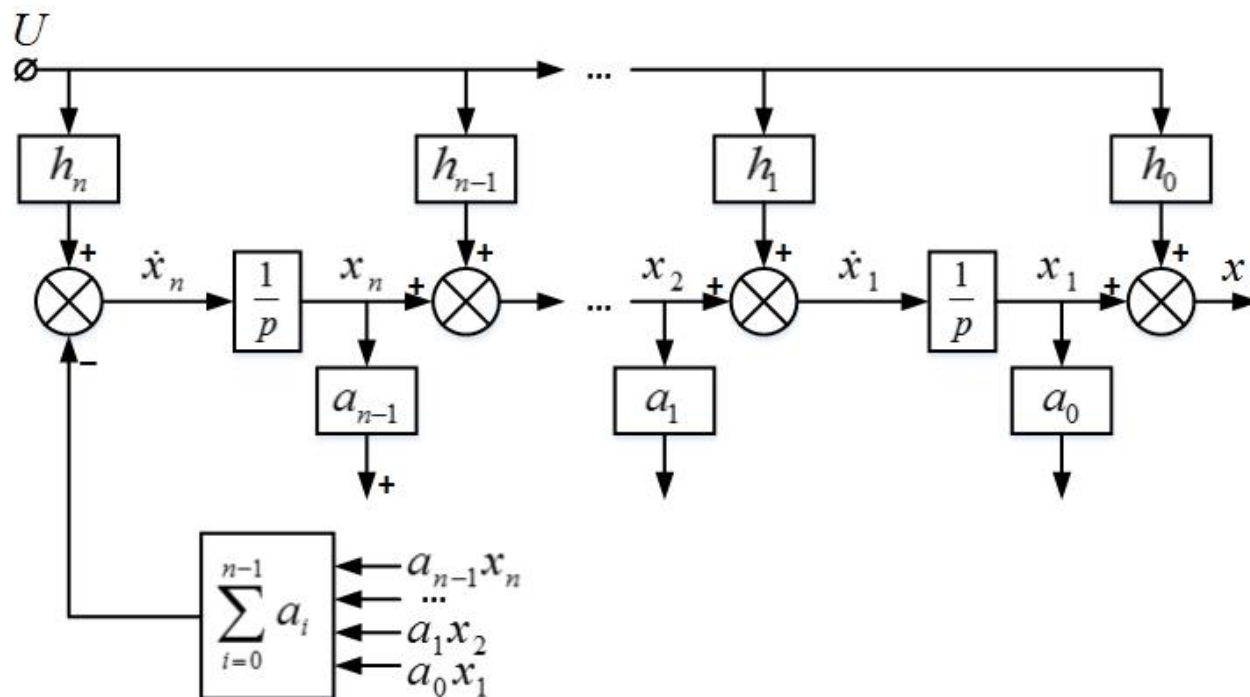 U
...
h_n h_{n-1} h_1 h_0
+ + + +
ẋ_n 1/p x_n + ... x_2 + ẋ_1 1/p x_1 + x
−
a_{n-1} a_1 a_0
+
\sum_{i=0}^{n-1} a_i
a_{n-1}x_n
...
a_1x_2
a_0x_1